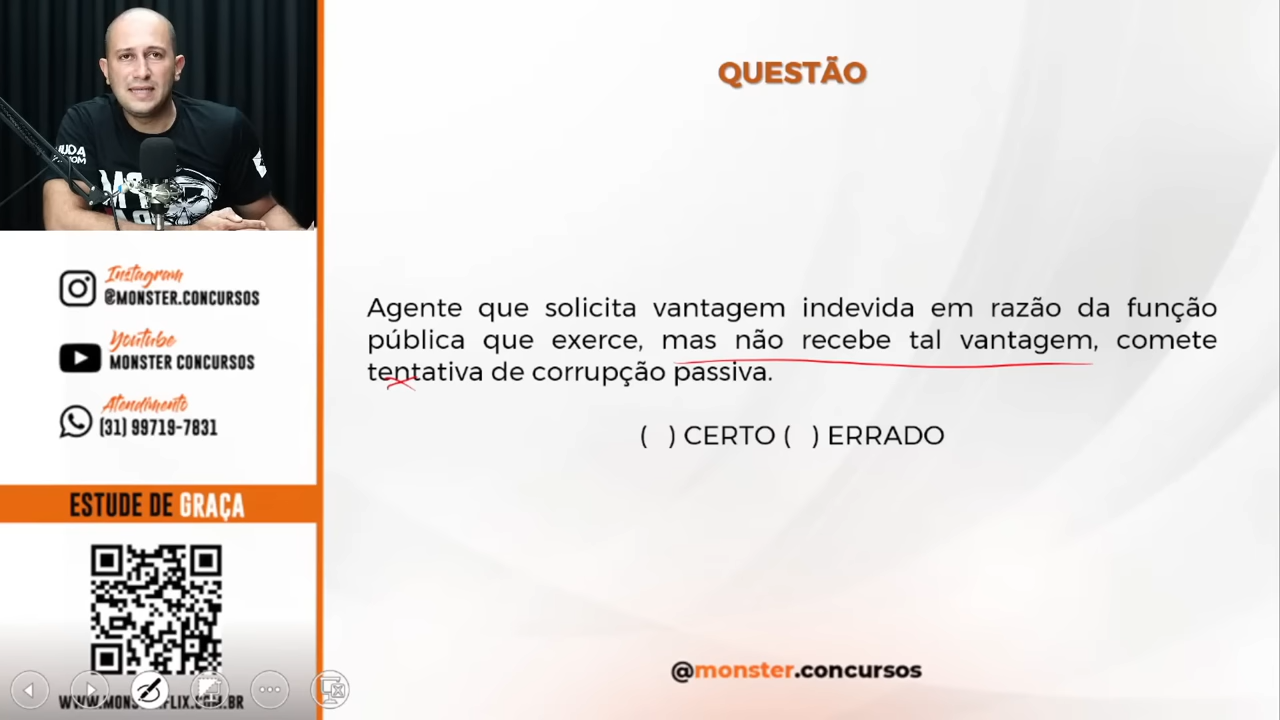 QUESTÃO
Agente que solicita vantagem indevida em razão da função
pública que exerce, mas não recebe tal vantagem, comete
tentativa de corrupção passiva.
( ) CERTO ( ) ERRADO
@monster.concursos
Instagram
@MONSTER.CONCURSOS
Youtube
MONSTER CONCURSOS
Atendimento
(31) 99719-7831
ESTUDE DE GRAÇA